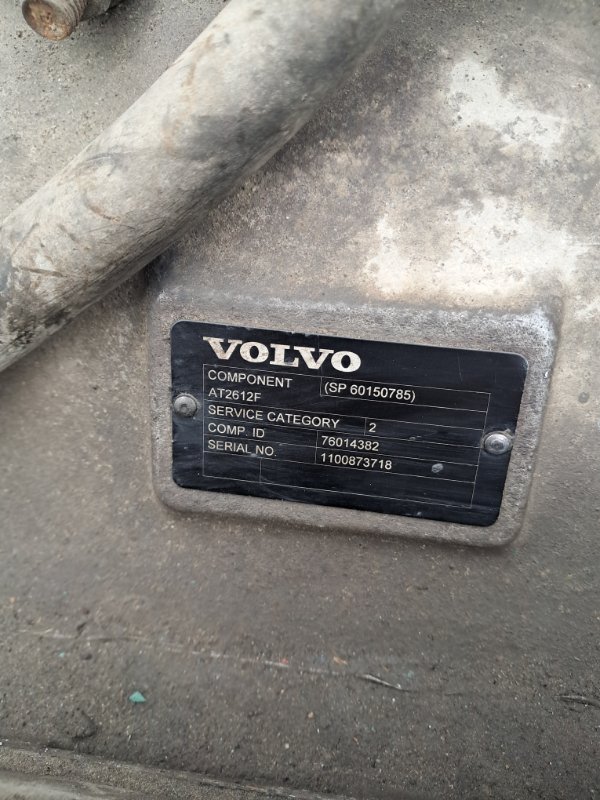 VOLVO
COMPONENT (SP 60150785)
AT2612F
SERVICE CATEGORY 2
COMP. ID 76014382
SERIAL NO. 1100873718